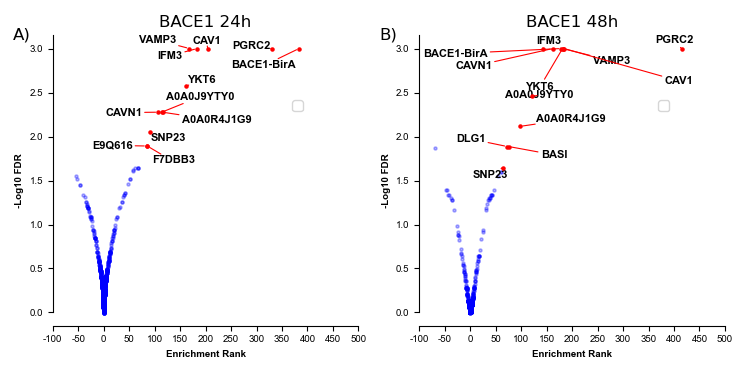 BACE1 24h
A)
VAMP3
CAV1
IFM3
PGRC2
BACE1-BirA
YKT6
A0A0J9YTY0
CAVN1
A0A0R4J1G9
SNP23
E9Q616
F7DBB3
-Log10 FDR
3.0
2.5
2.0
1.5
1.0
0.5
0.0
-100 -50 0 50 100 150 200 250 300 350 400 450 500
Enrichment Rank
BACE1 48h
B)
IFM3
PGRC2
BACE1-BirA
CAVN1
VAMP3
CAV1
YKT6
A0A0J9YTY0
A0A0R4J1G9
DLG1
BASI
SNP23
-Log10 FDR
3.0
2.5
2.0
1.5
1.0
0.5
0.0
-100 -50 0 50 100 150 200 250 300 350 400 450 500
Enrichment Rank